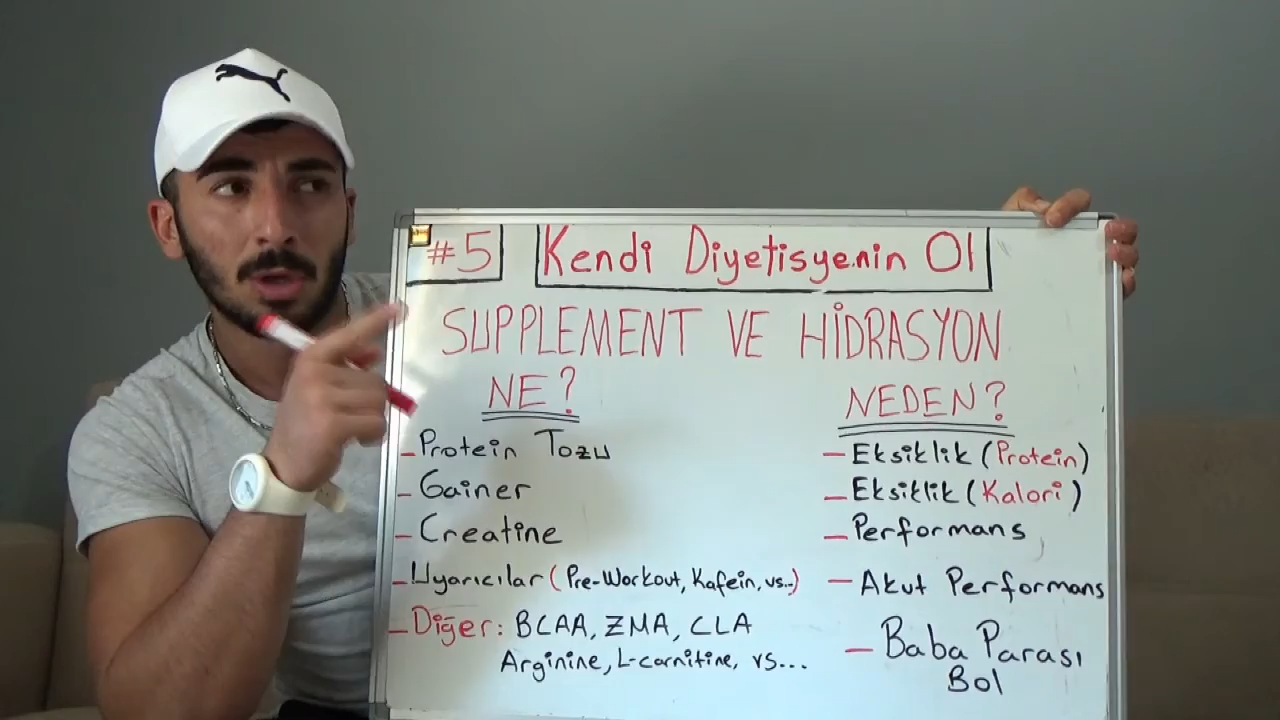 #5 Kendi Diyetisyenin Ol
SUPPLEMENT VE HİDRASYON
NE? NEDEN?
- Protein Tozu - Eksiklik (Protein)
- Gainer - Eksiklik (Kalori)
- Creatine - Performans
- Uyarıcılar (Pre-Workout, Kafein, vs..) - Akut Performans
- Diğer: BCAA, ZMA, CLA - Baba Parası
Arginine, L-carnitine, vs... Bol